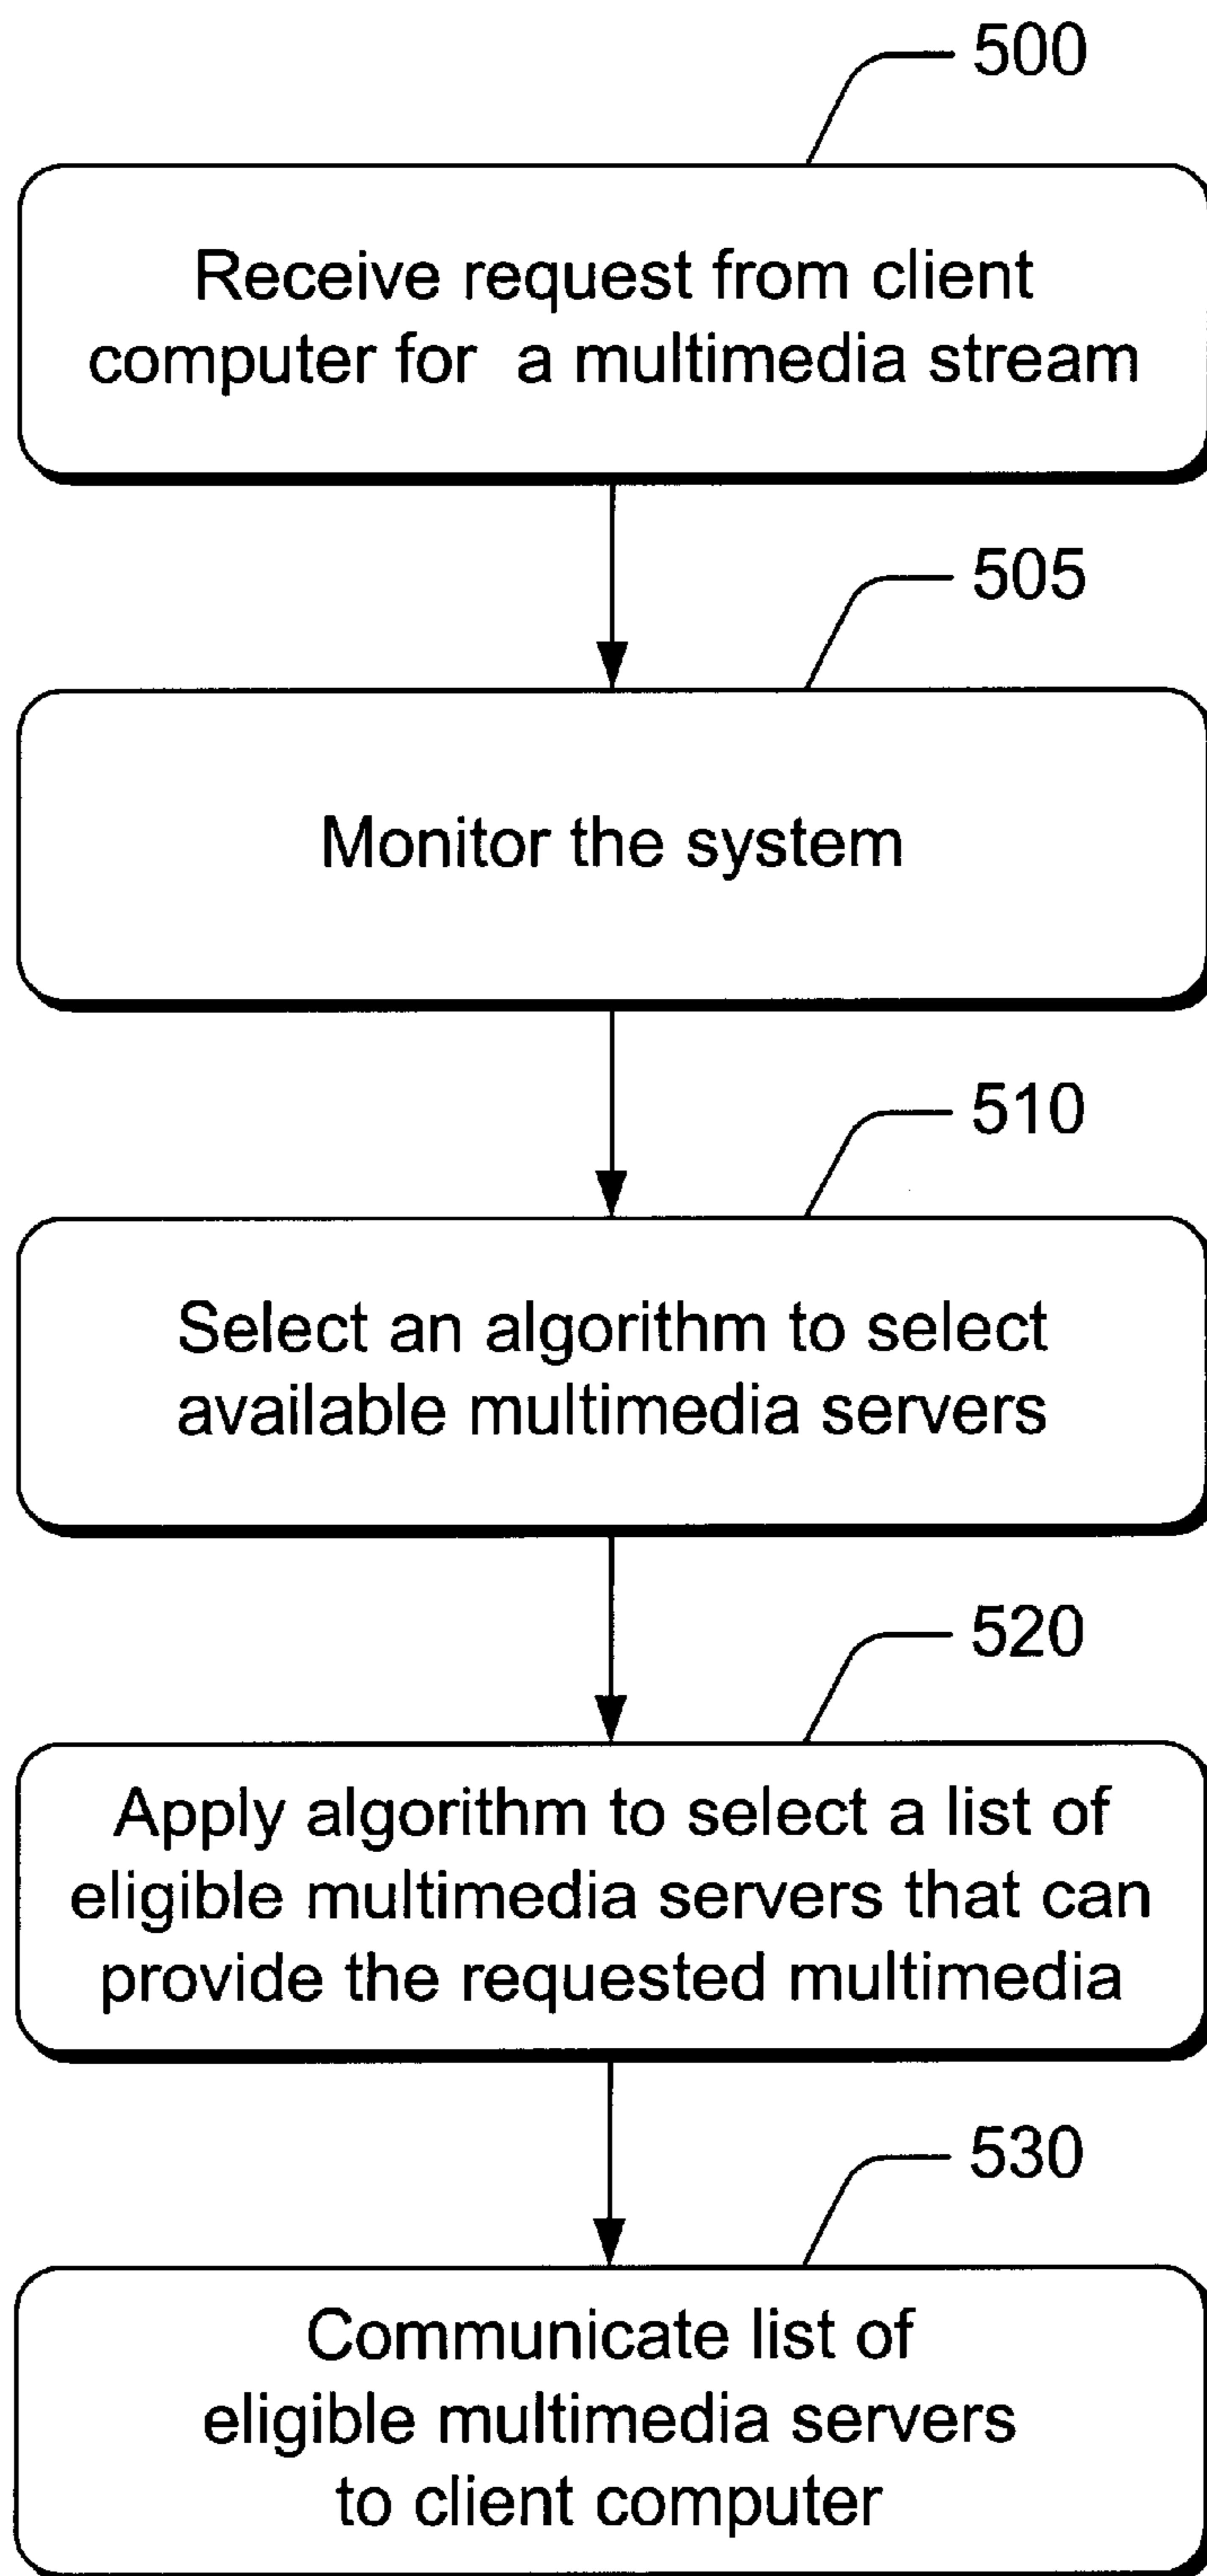 500
Receive request from client
computer for a multimedia stream
505
Monitor the system
510
Select an algorithm to select
available multimedia servers
520
Apply algorithm to select a list of
eligible multimedia servers that can
provide the requested multimedia
530
Communicate list of
eligible multimedia servers
to client computer